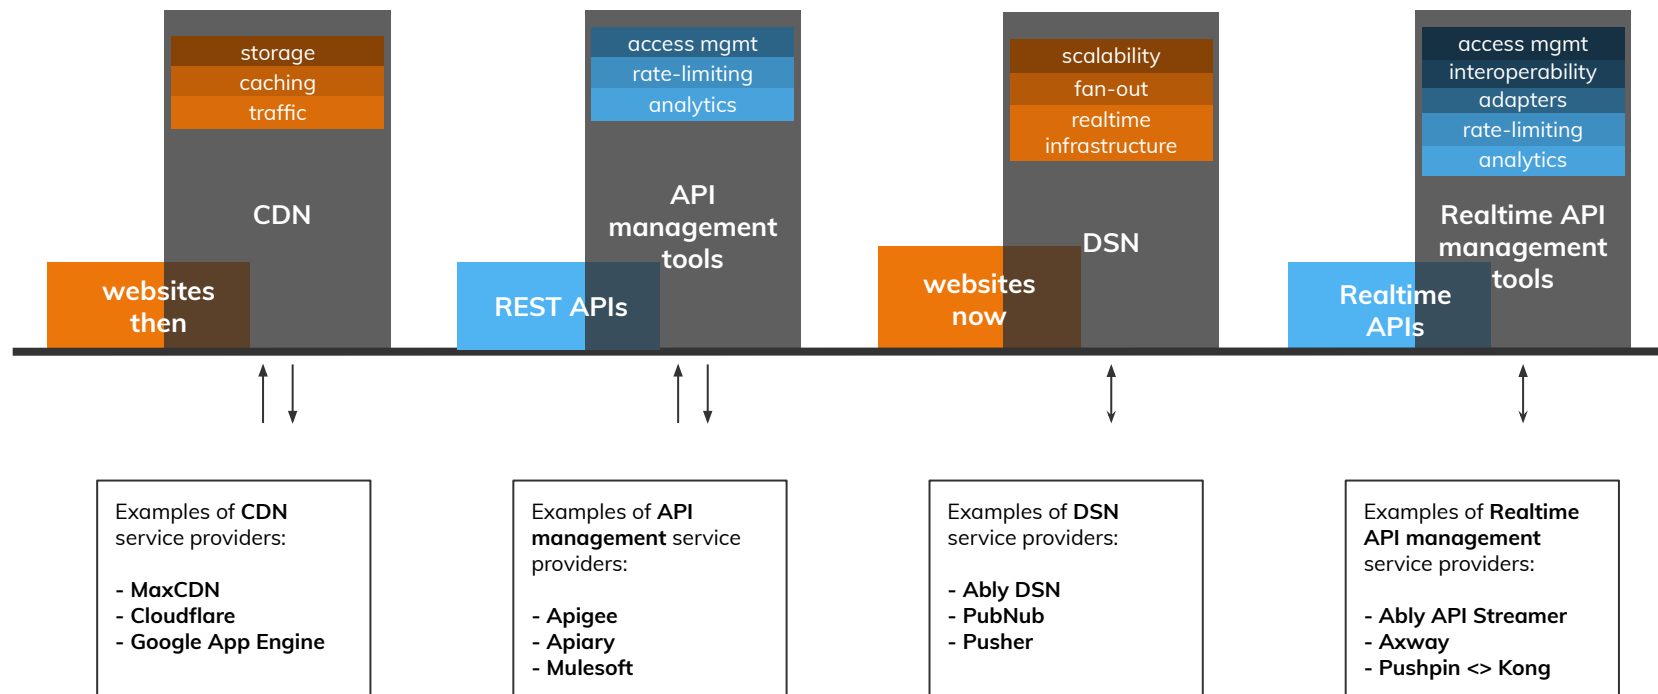 storage
caching
traffic
CDN
websites
then
access mgmt
rate-limiting
analytics
API
management
tools
REST APIs
scalability
fan-out
realtime
infrastructure
DSN
websites
now
access mgmt
interoperability
adapters
rate-limiting
analytics
Realtime API
management
tools
Realtime
APIs
Examples of CDN
service providers:
- MaxCDN
- Cloudflare
- Google App Engine
Examples of API
management service
providers:
- Apigee
- Apiary
- Mulesoft
Examples of DSN
service providers:
- Ably DSN
- PubNub
- Pusher
Examples of Realtime
API management
service providers:
- Ably API Streamer
- Axway
- Pushpin <> Kong